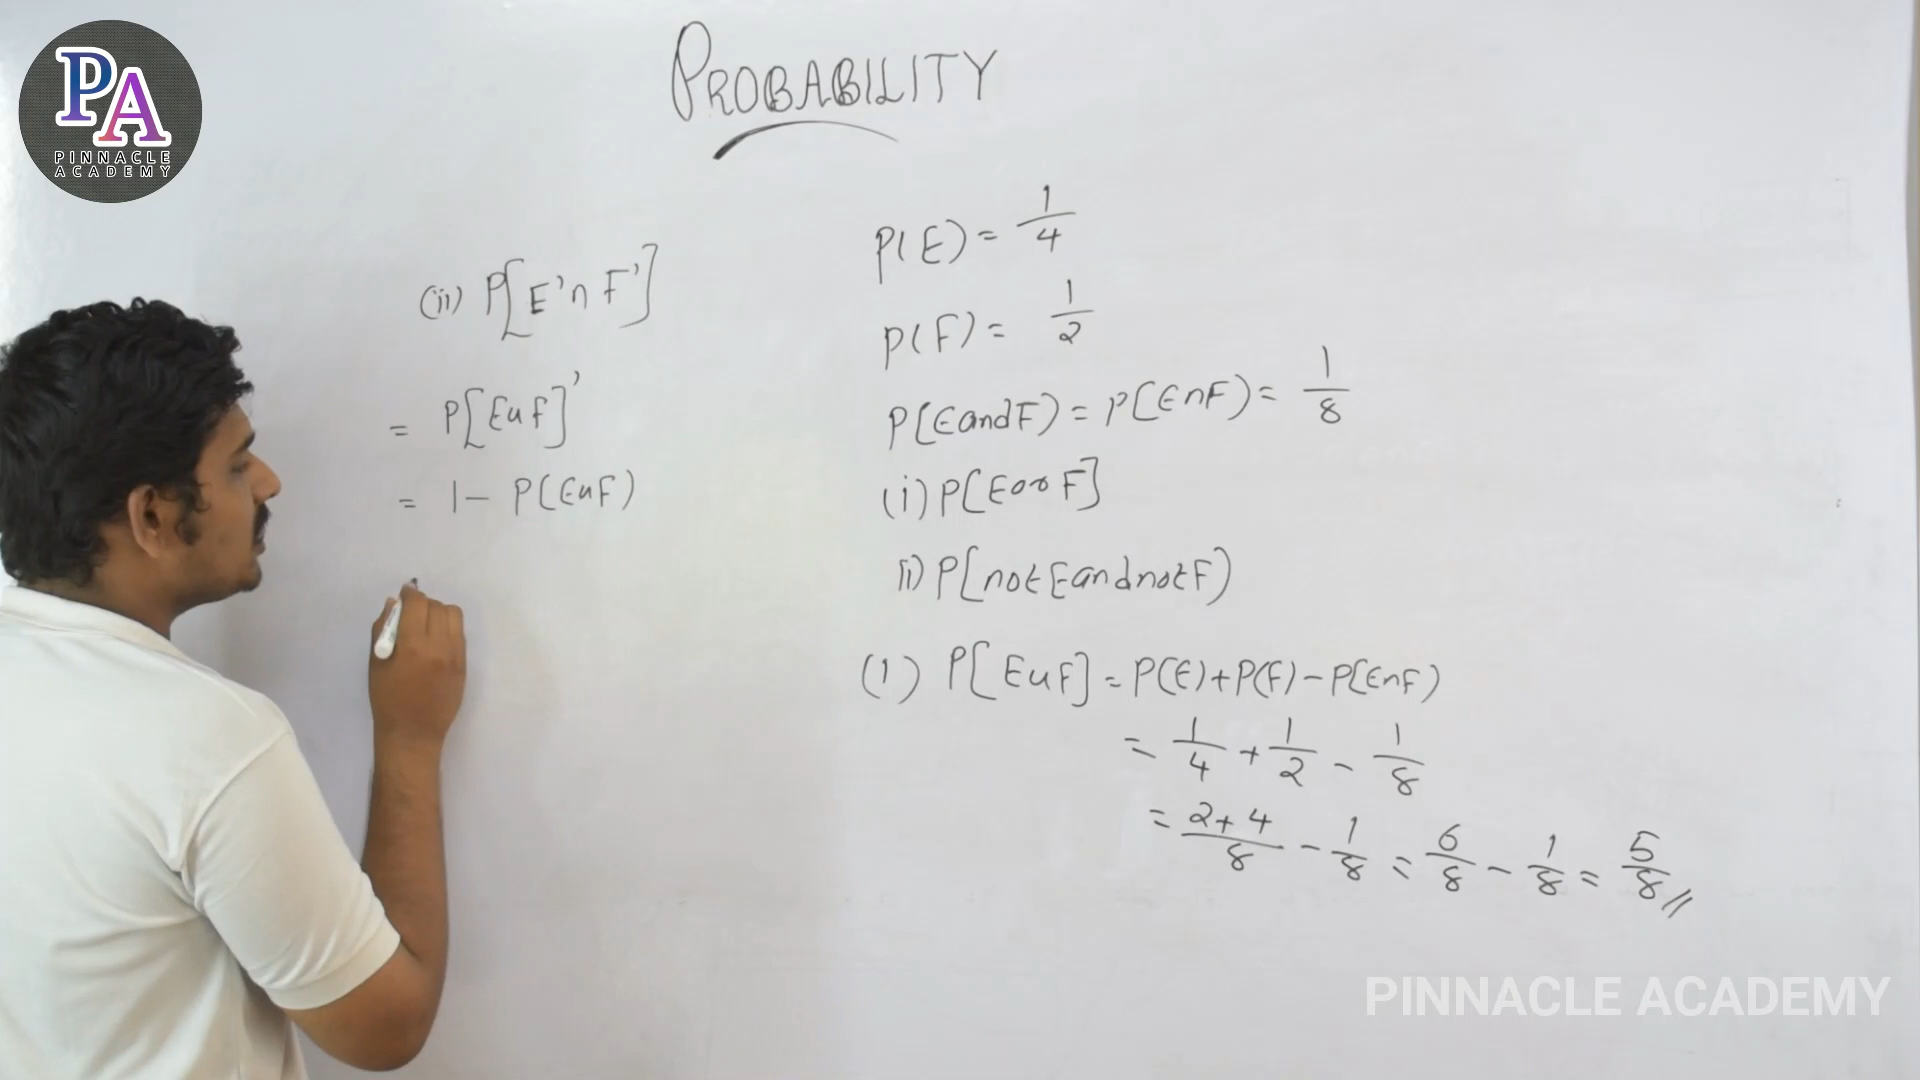 PA
PINNACLE
ACADEMY
PROBABILITY
P(E) = 1/4
P(F) = 1/2
P[E and F) = P[E∩F) = 1/8
(i) P[E or F]
ii) P[not E and not F)
(1) P[E∪F] = P(E)+P(F)-P[E∩F)
= 1/4 + 1/2 - 1/8
= 2+4/8 - 1/8 = 6/8 - 1/8 = 5/8 //
(ii) P[E'∩F']
= P[E∪F]'
= 1 - P(E∪F)
PINNACLE ACADEMY